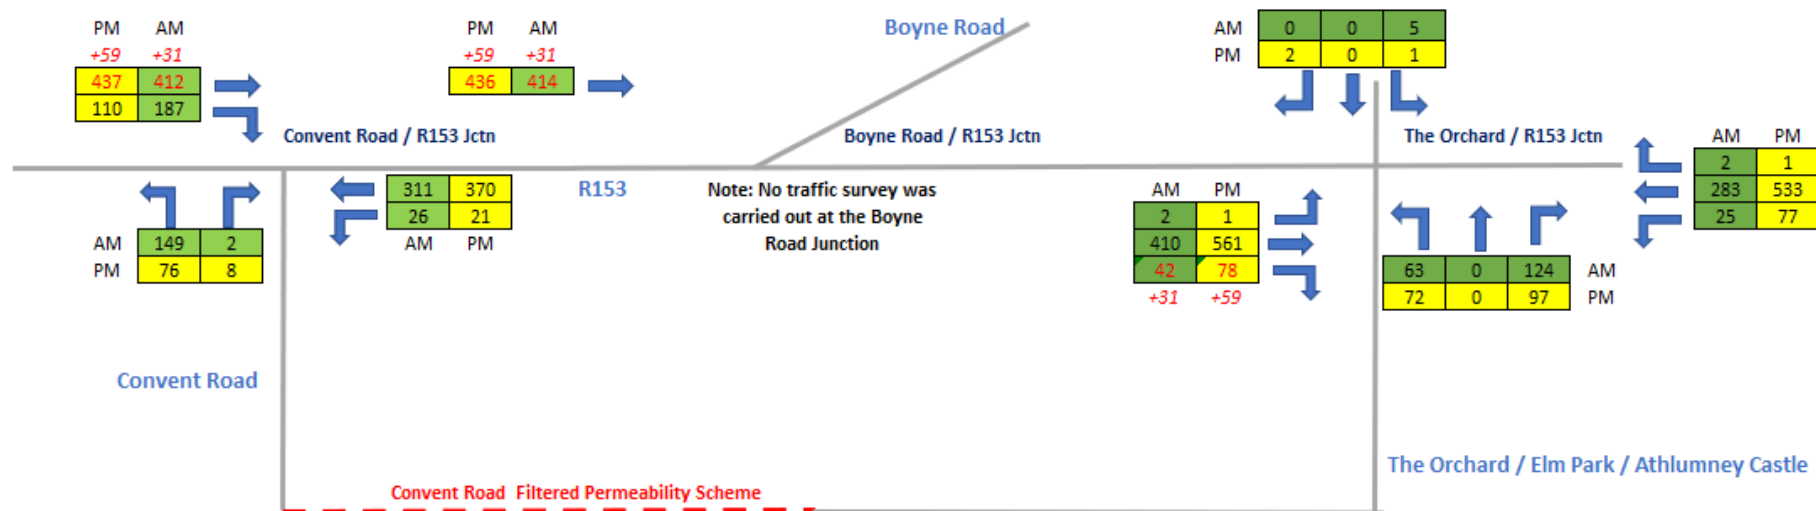 PM AM
+59 +31
437 412
110 187
PM AM
+59 +31
436 414
Boyne Road
AM 0 0 5
PM 2 0 1
Convent Road / R153 Jctn
Boyne Road / R153 Jctn
The Orchard / R153 Jctn
AM PM
2 1
283 533
25 77
311 370
26 21
AM PM
R153
Note: No traffic survey was
carried out at the Boyne
Road Junction
AM PM
2 1
410 561
42 78
+31 +59
AM 149 2
PM 76 8
63 0 124 AM
72 0 97 PM
Convent Road
The Orchard / Elm Park / Athlumney Castle
Convent Road Filtered Permeability Scheme